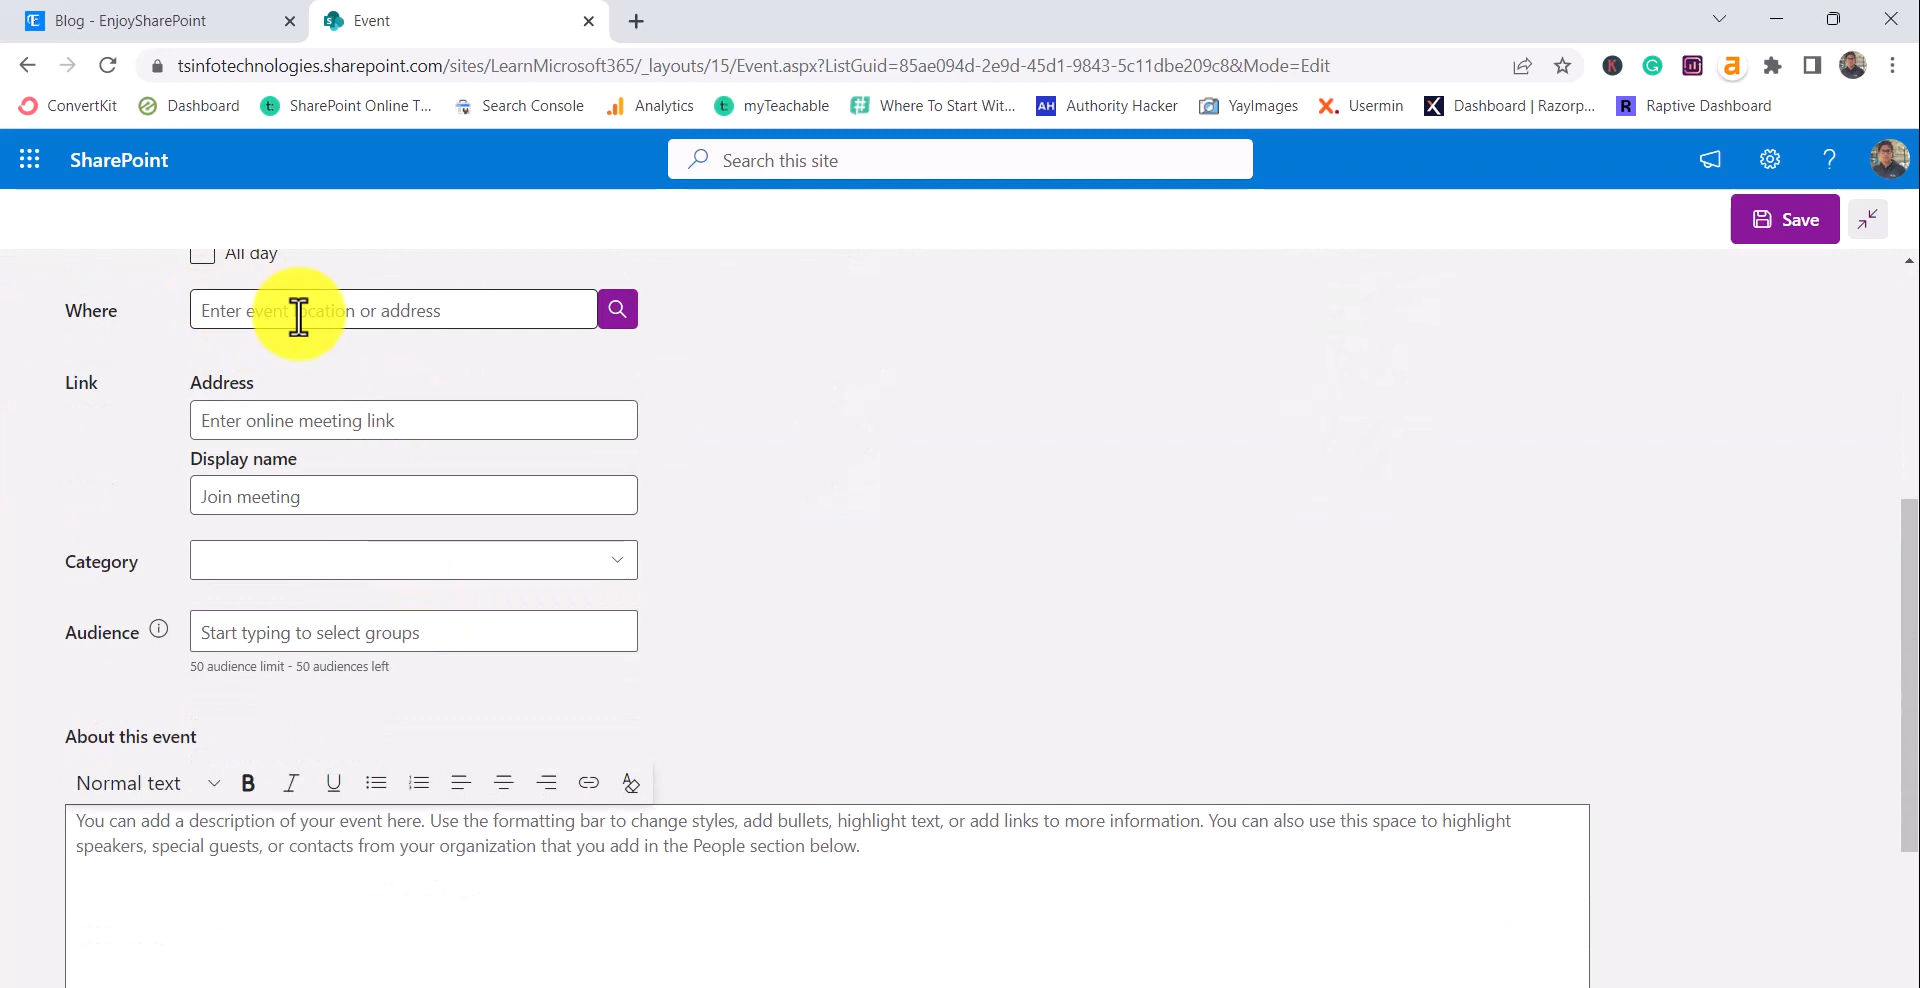 Blog - EnjoySharePoint
Event
tsinfotechnologies.sharepoint.com/sites/LearnMicrosoft365/_layouts/15/Event.aspx?ListGuid=85ae094d-2e9d-45d1-9843-5c11dbe209c8&Mode=Edit
ConvertKit Dashboard SharePoint Online T... Search Console Analytics myTeachable Where To Start Wit... AH Authority Hacker YayImages Usermin Dashboard | Razorp... R Raptive Dashboard
SharePoint
Search this site
Save
All day
Where
Enter event location or address
Link
Address
Enter online meeting link
Display name
Join meeting
Category
Audience
Start typing to select groups
50 audience limit - 50 audiences left
About this event
Normal text B I U
You can add a description of your event here. Use the formatting bar to change styles, add bullets, highlight text, or add links to more information. You can also use this space to highlight
speakers, special guests, or contacts from your organization that you add in the People section below.